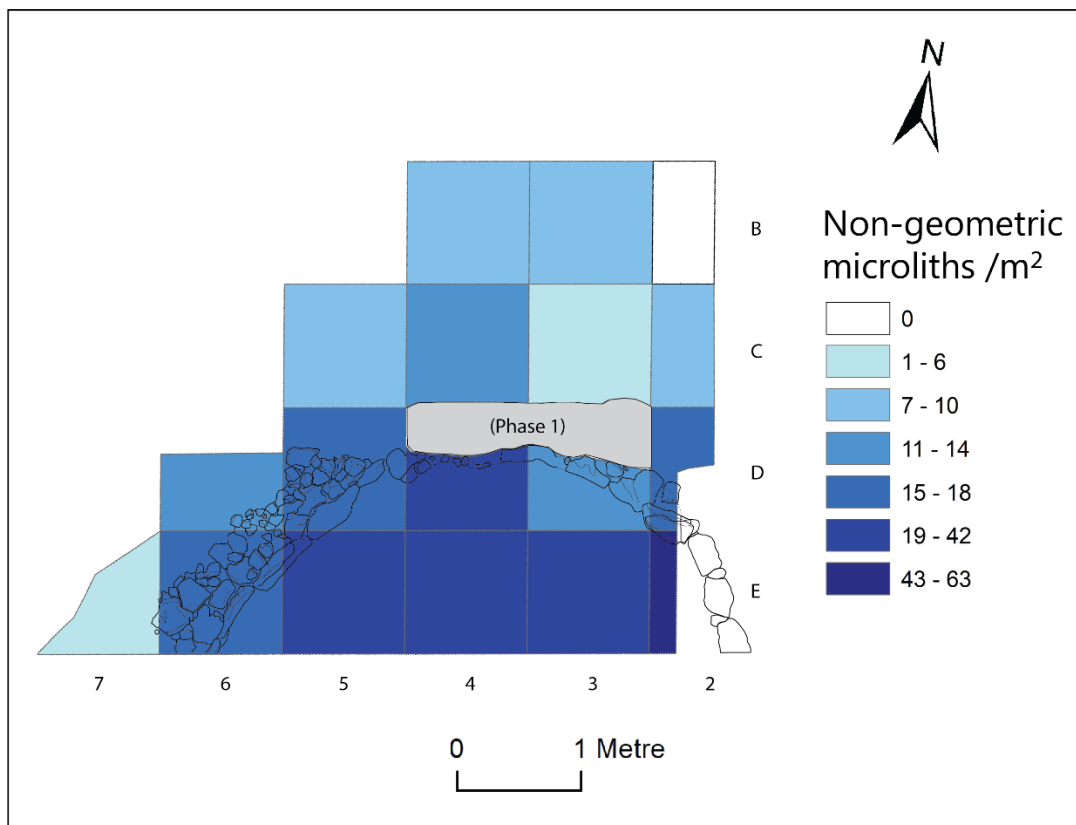 N
B
Non-geometric
microliths /m²
0
1 - 6
C
7 - 10
(Phase 1)
11 - 14
D
15 - 18
19 - 42
E
43 - 63
7 6 5 4 3 2
0 1 Metre